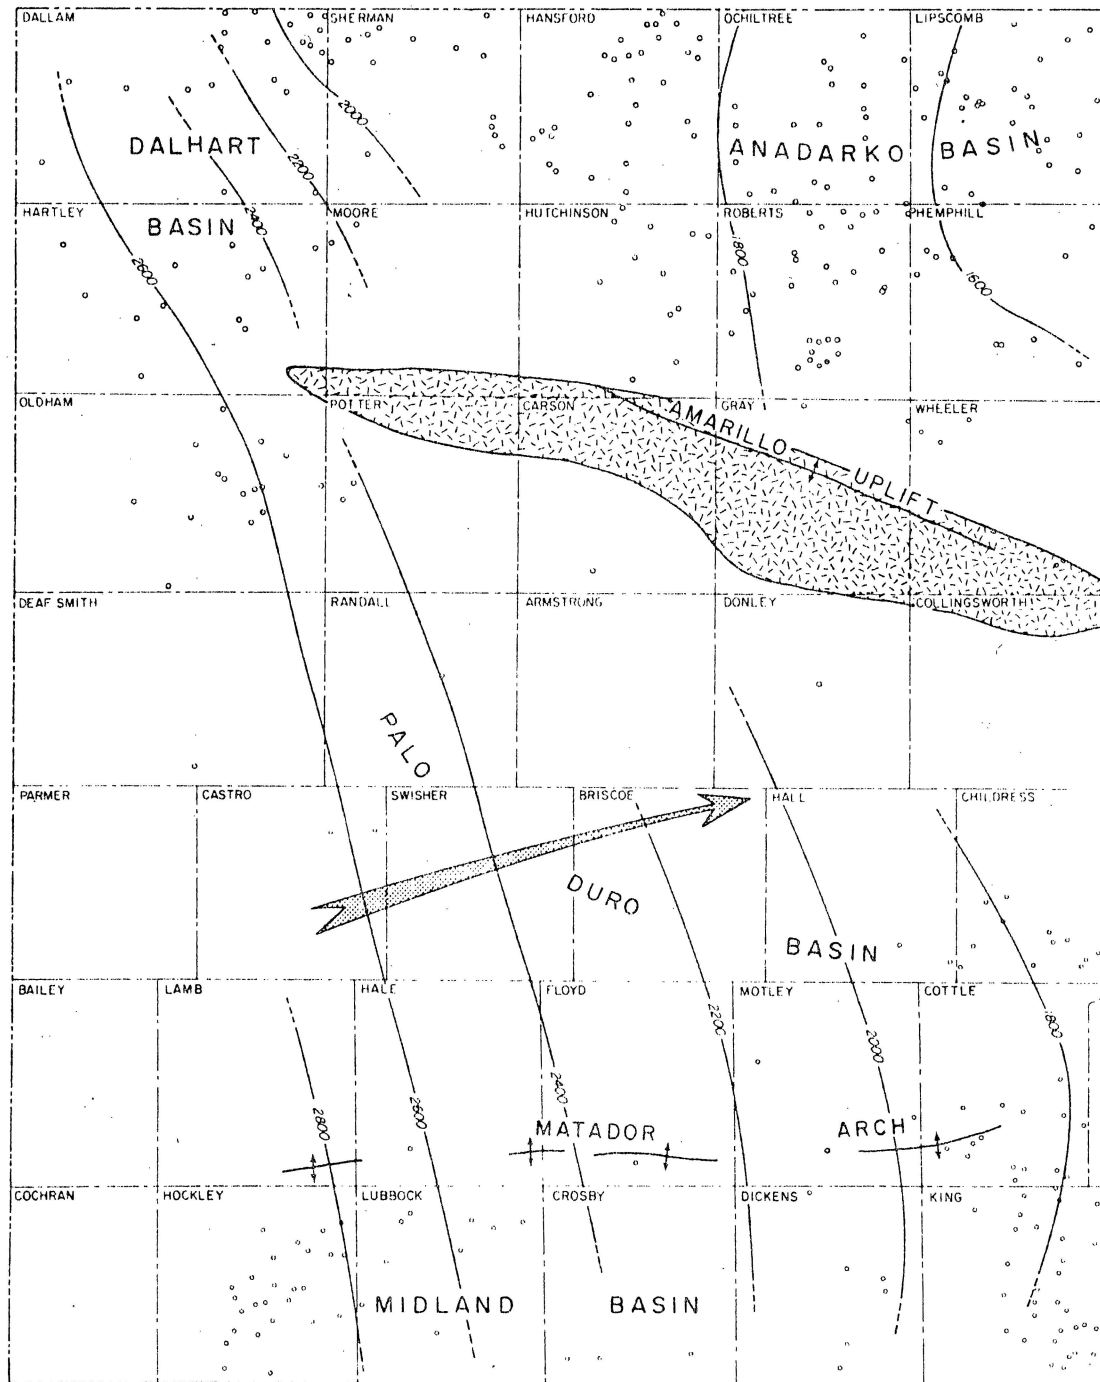 DALLAM SHERMAN HANSFORD OCHILTREE LIPSCOMB
2000
DALHART
2200
ANADARKO BASIN
HARTLEY MOORE HUTCHINSON ROBERTS HEMPHILL
BASIN
2400
2600
1800
1600
OLDHAM POTTER CARSON GRAY WHEELER
AMARILLO UPLIFT
DEAF SMITH RANDALL ARMSTRONG DONLEY COLLINGSWORTH
PALO
PARMER CASTRO SWISHER BRISCOE HALL CHILDRESS
DURO
BASIN
BAILEY LAMB HALE FLOYD MOTLEY COTTLE
2200
2000
1800
2400
2800
2600
MATADOR ARCH
COCHRAN HOCKLEY LUBBOCK CROSBY DICKENS KING
MIDLAND BASIN